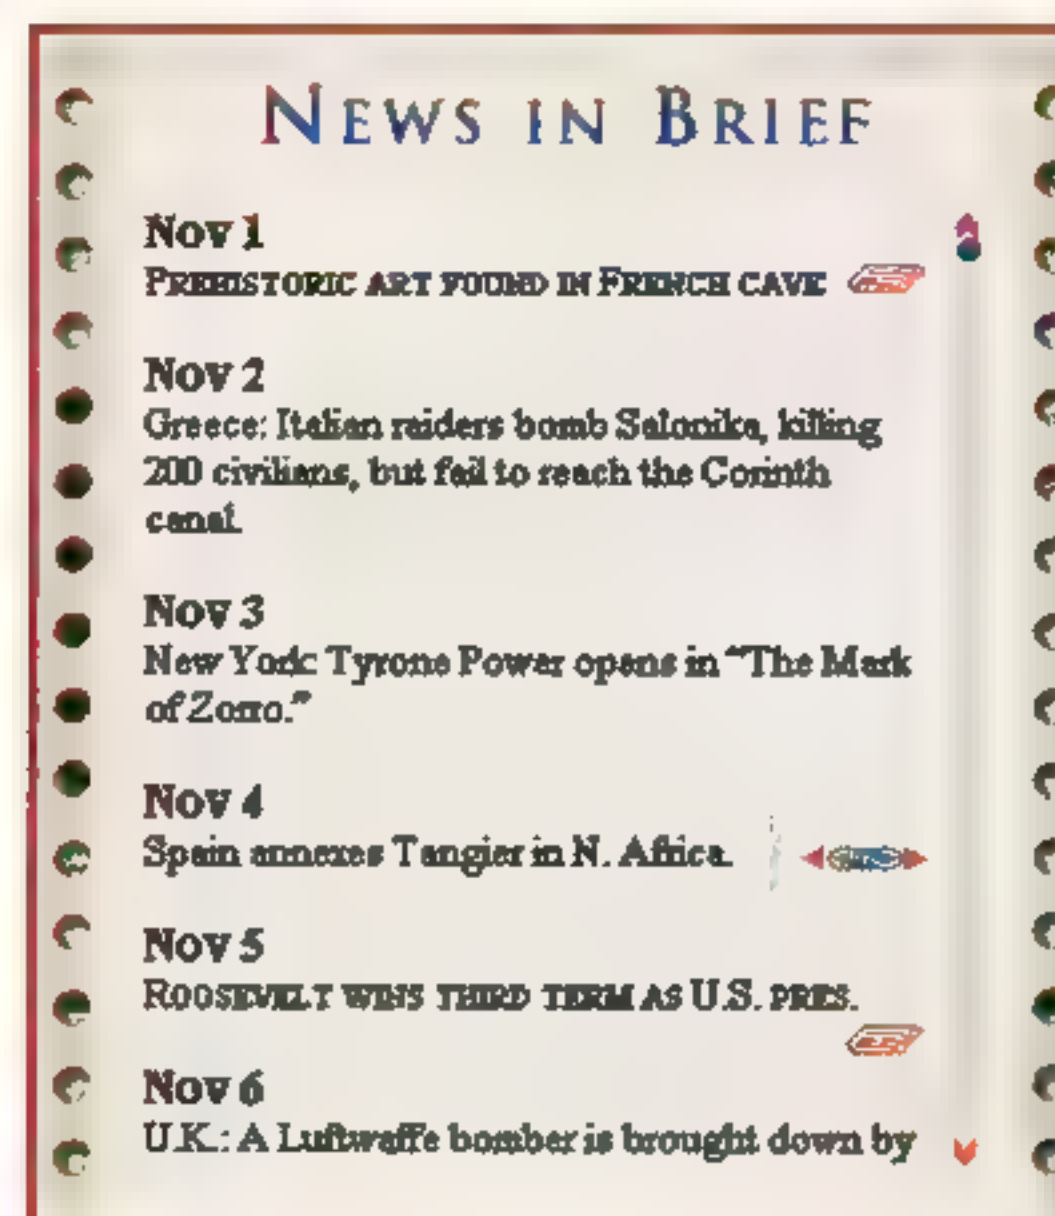 NEWS IN BRIEF
Nov 1
PREHISTORIC ART FOUND IN FRENCH CAVE
Nov 2
Greece: Italian raiders bomb Salonika, killing
200 civilians, but fail to reach the Corinth
canal.
Nov 3
New York: Tyrone Power opens in “The Mark
of Zorro.”
Nov 4
Spain annexes Tangier in N. Africa.
Nov 5
ROOSEVELT WINS THIRD TERM AS U.S. PRES.
Nov 6
U.K.: A Luftwaffe bomber is brought down by